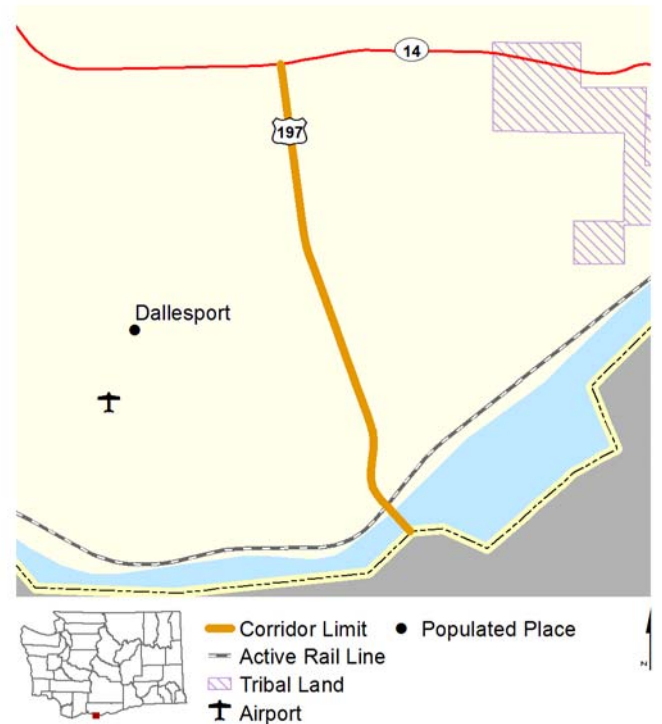 14
197
Dallesport
Corridor Limit
Populated Place
Active Rail Line
Tribal Land
Airport
N